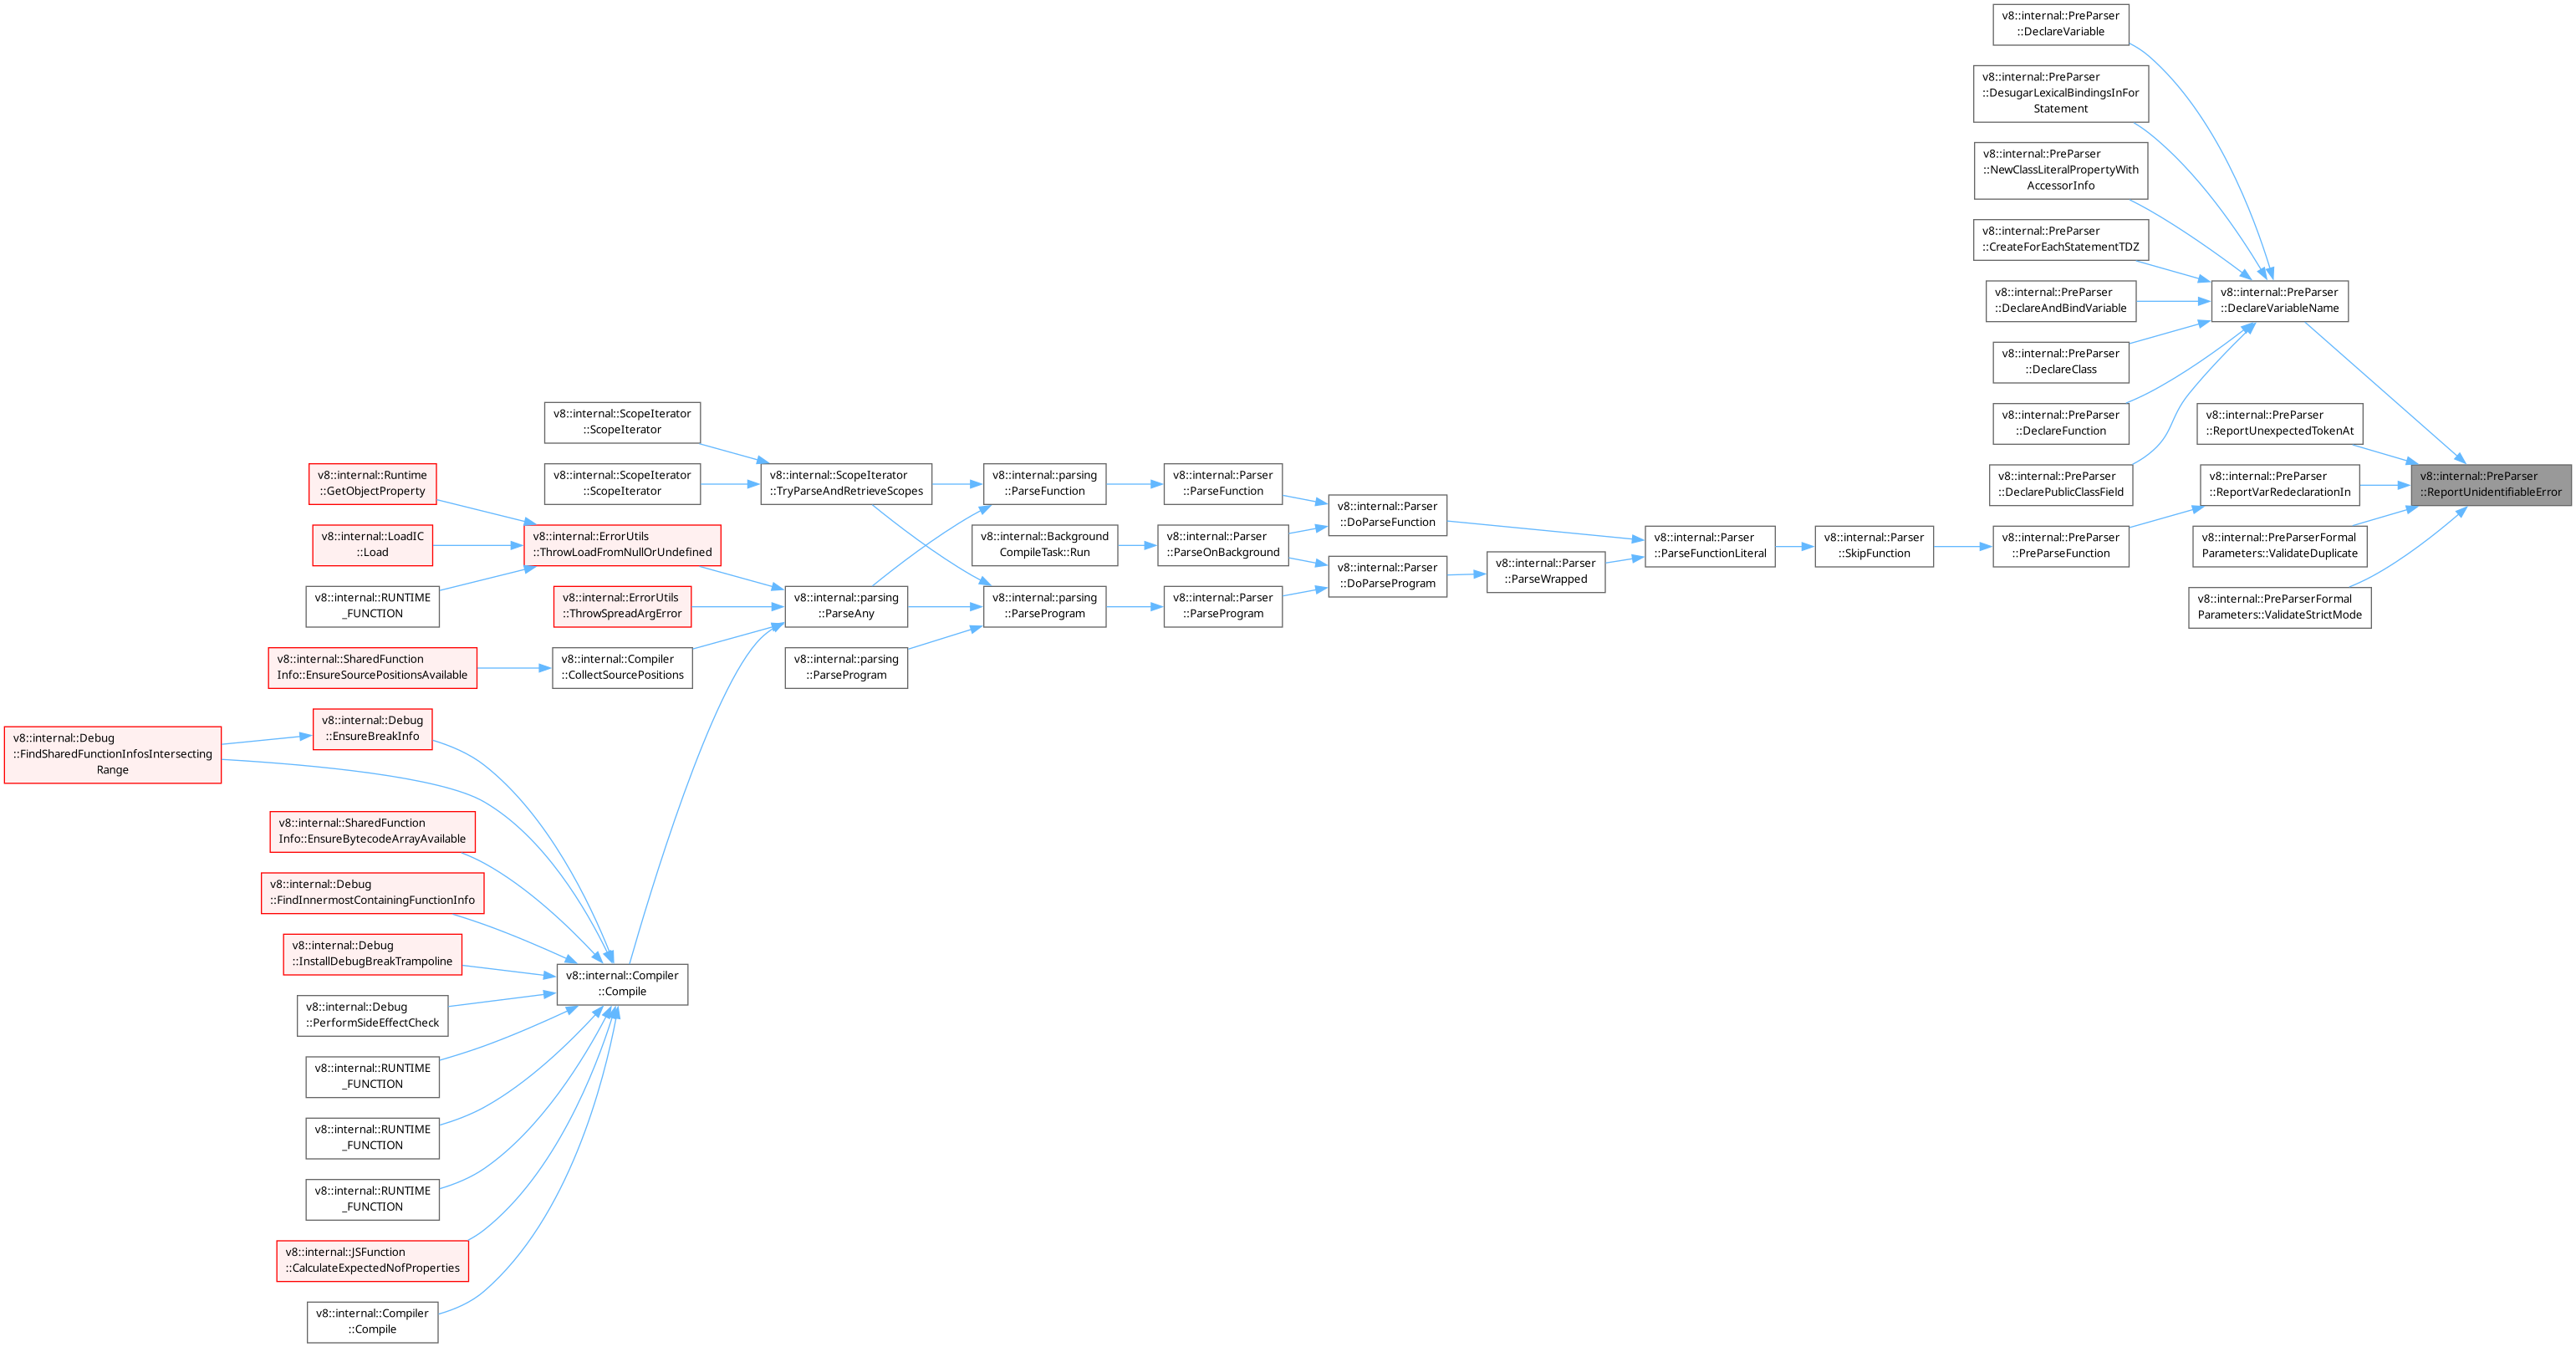 v8::internal::PreParser
::DeclareVariable
v8::internal::PreParser
::DesugarLexicalBindingsInFor
Statement
v8::internal::PreParser
::NewClassLiteralPropertyWith
AccessorInfo
v8::internal::PreParser
::CreateForEachStatementTDZ
v8::internal::PreParser
::DeclareAndBindVariable
v8::internal::PreParser
::DeclareVariableName
v8::internal::PreParser
::DeclareClass
v8::internal::PreParser
::DeclareFunction
v8::internal::PreParser
::DeclarePublicClassField
v8::internal::PreParser
::ReportUnexpectedTokenAt
v8::internal::PreParser
::ReportVarRedeclarationIn
v8::internal::PreParser
::ReportUnidentifiableError
v8::internal::PreParserFormal
Parameters::ValidateDuplicate
v8::internal::PreParserFormal
Parameters::ValidateStrictMode
v8::internal::PreParser
::PreParseFunction
v8::internal::Parser
::SkipFunction
v8::internal::Parser
::ParseFunctionLiteral
v8::internal::Parser
::ParseWrapped
v8::internal::Parser
::DoParseFunction
v8::internal::Parser
::DoParseProgram
v8::internal::Parser
::ParseFunction
v8::internal::Parser
::ParseOnBackground
v8::internal::Parser
::ParseProgram
v8::internal::parsing
::ParseFunction
v8::internal::Background
CompileTask::Run
v8::internal::parsing
::ParseProgram
v8::internal::ScopeIterator
::TryParseAndRetrieveScopes
v8::internal::parsing
::ParseAny
v8::internal::parsing
::ParseProgram
v8::internal::ScopeIterator
::ScopeIterator
v8::internal::ScopeIterator
::ScopeIterator
v8::internal::ErrorUtils
::ThrowLoadFromNullOrUndefined
v8::internal::ErrorUtils
::ThrowSpreadArgError
v8::internal::Compiler
::CollectSourcePositions
v8::internal::Compiler
::Compile
v8::internal::Runtime
::GetObjectProperty
v8::internal::LoadIC
::Load
v8::internal::RUNTIME
_FUNCTION
v8::internal::SharedFunction
Info::EnsureSourcePositionsAvailable
v8::internal::Debug
::EnsureBreakInfo
v8::internal::Debug
::FindSharedFunctionInfosIntersecting
Range
v8::internal::SharedFunction
Info::EnsureBytecodeArrayAvailable
v8::internal::Debug
::FindInnermostContainingFunctionInfo
v8::internal::Debug
::InstallDebugBreakTrampoline
v8::internal::Debug
::PerformSideEffectCheck
v8::internal::RUNTIME
_FUNCTION
v8::internal::RUNTIME
_FUNCTION
v8::internal::RUNTIME
_FUNCTION
v8::internal::JSFunction
::CalculateExpectedNofProperties
v8::internal::Compiler
::Compile